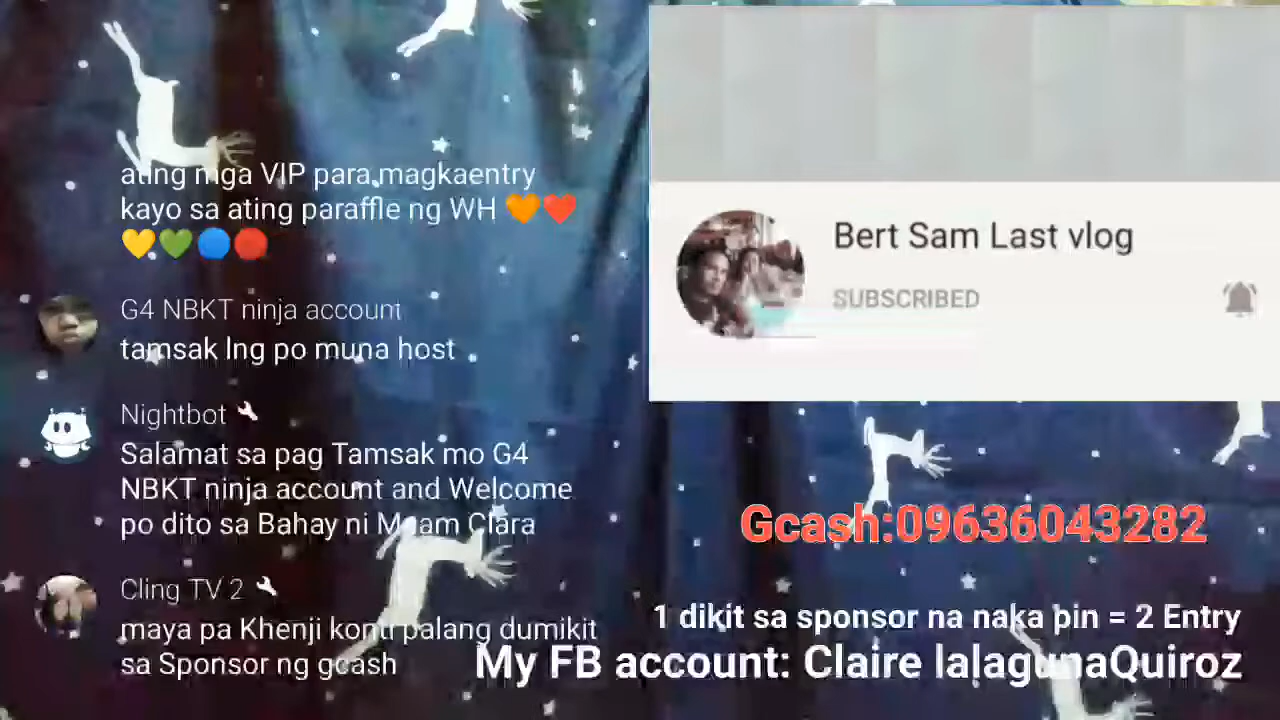 ating mga VIP para magkaentry
kayo sa ating paraffle ng WH 🧡❤️
💛💚🔵🔴
G4 NBKT ninja account
tamsak lng po muna host
Nightbot
Salamat sa pag Tamsak mo G4
NBKT ninja account and Welcome
po dito sa Bahay ni Maam Clara
Cling TV 2
maya pa Khenji konti palang dumikit
sa Sponsor ng gcash
Bert Sam Last vlog
SUBSCRIBED
Gcash:09636043282
1 dikit sa sponsor na naka pin = 2 Entry
My FB account: Claire lalagunaQuiroz